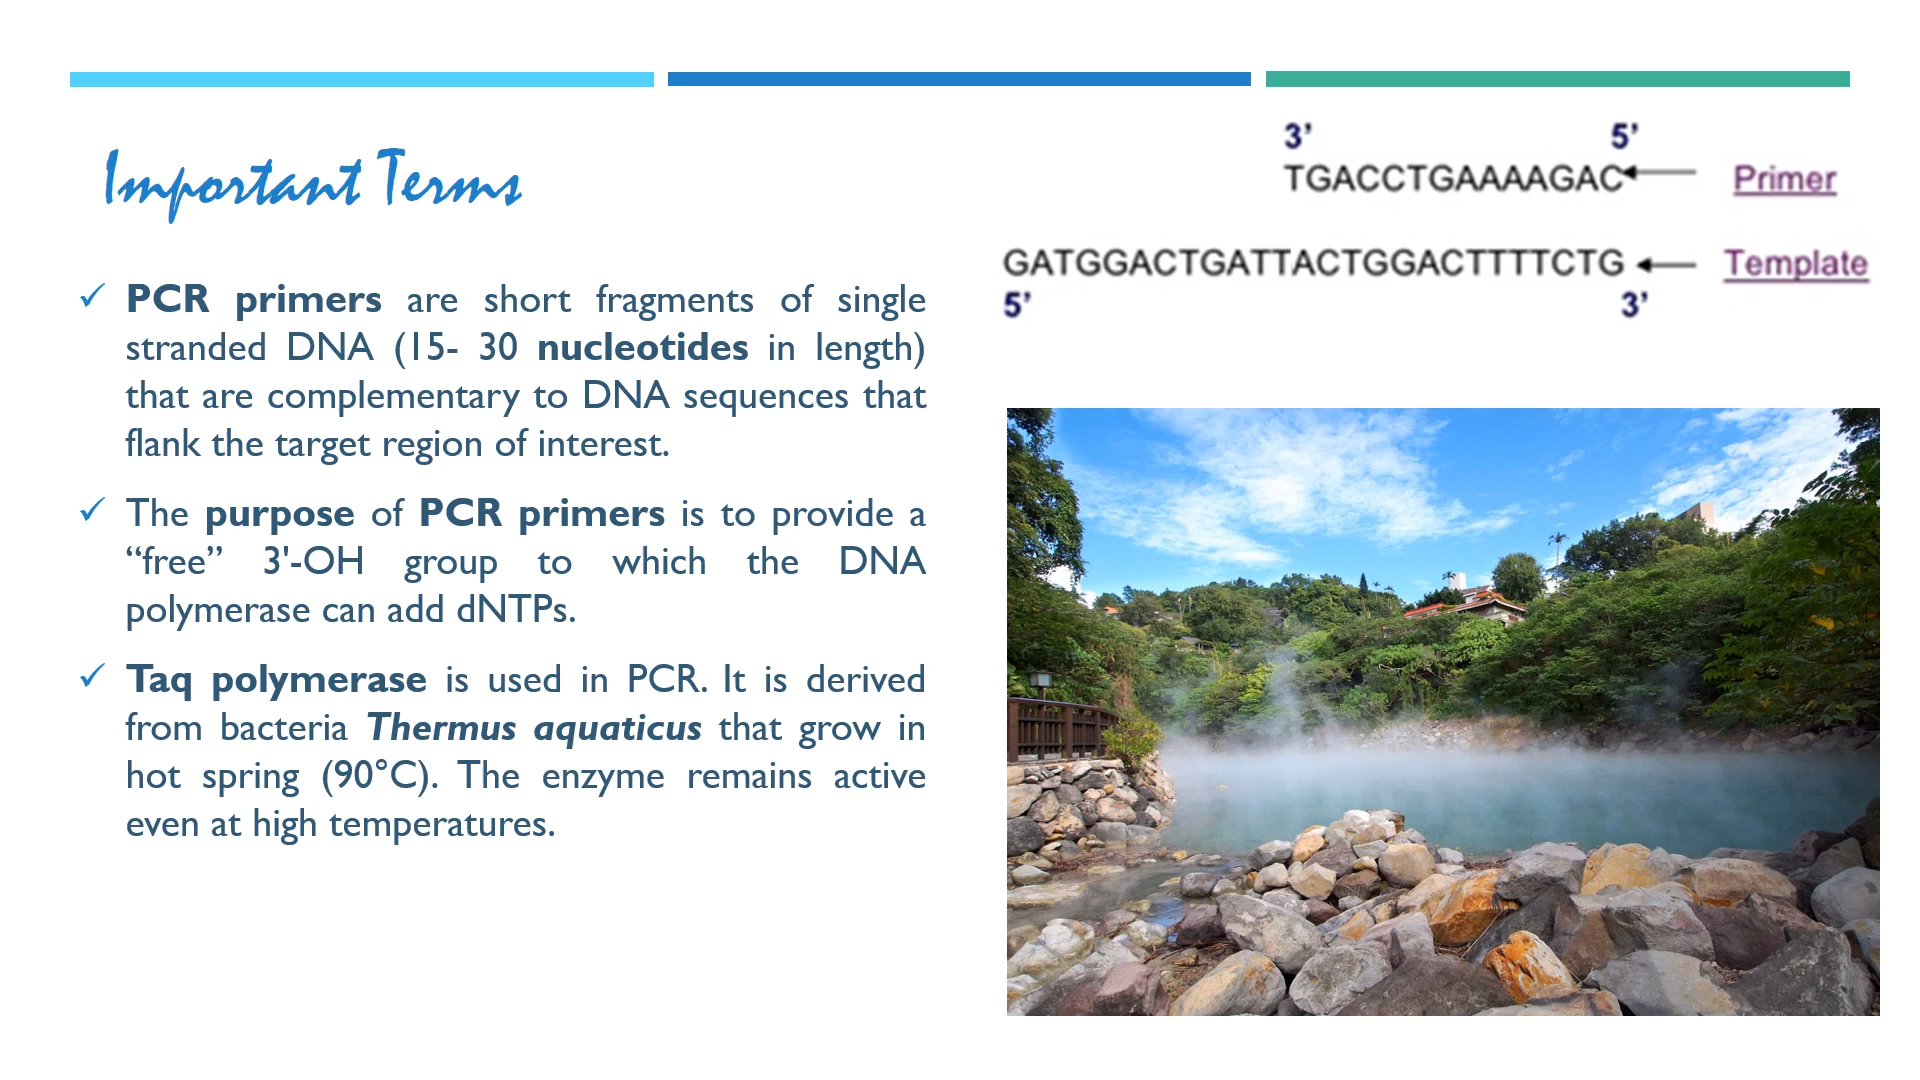 Important Terms
✓ PCR primers are short fragments of single
stranded DNA (15- 30 nucleotides in length)
that are complementary to DNA sequences that
flank the target region of interest.
✓ The purpose of PCR primers is to provide a
“free” 3'-OH group to which the DNA
polymerase can add dNTPs.
✓ Taq polymerase is used in PCR. It is derived
from bacteria Thermus aquaticus that grow in
hot spring (90°C). The enzyme remains active
even at high temperatures.
3’ 5’
TGACCTGAAAAGAC Primer
GATGGACTGATTACTGGACTTTTCTG Template
5’ 3’